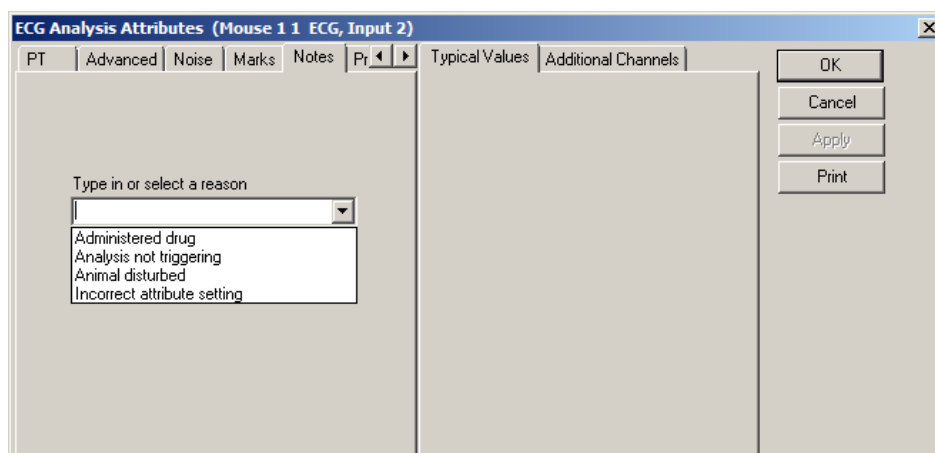 ECG Analysis Attributes (Mouse 1 1 ECG, Input 2)
PT Advanced Noise Marks Notes Pr
Typical Values Additional Channels
OK
Cancel
Apply
Print
Type in or select a reason
Administered drug
Analysis not triggering
Animal disturbed
Incorrect attribute setting